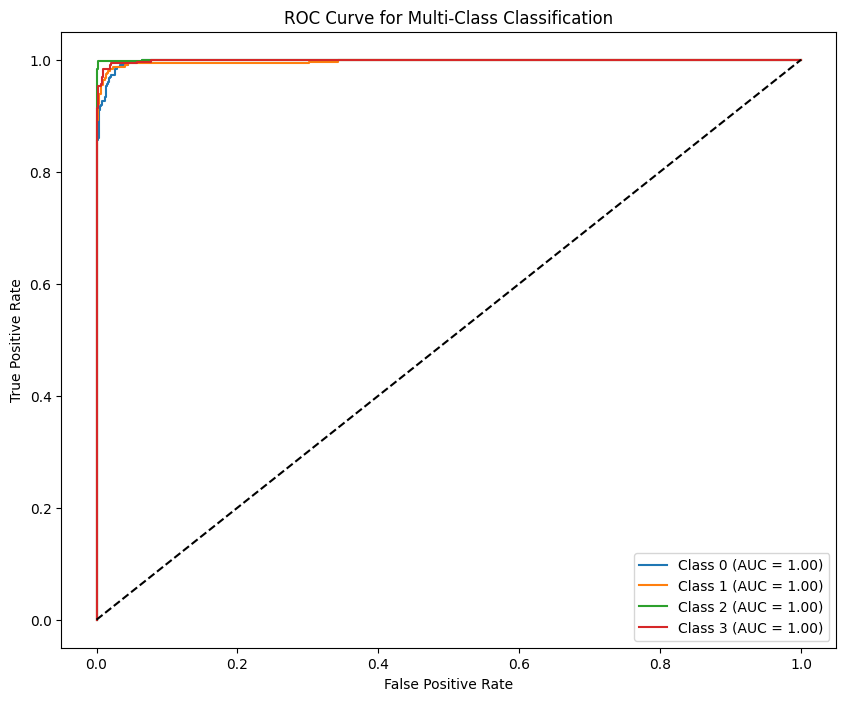 ROC Curve for Multi-Class Classification
True Positive Rate
1.0
0.8
0.6
0.4
0.2
0.0
0.0 0.2 0.4 0.6 0.8 1.0
False Positive Rate
Class 0 (AUC = 1.00)
Class 1 (AUC = 1.00)
Class 2 (AUC = 1.00)
Class 3 (AUC = 1.00)